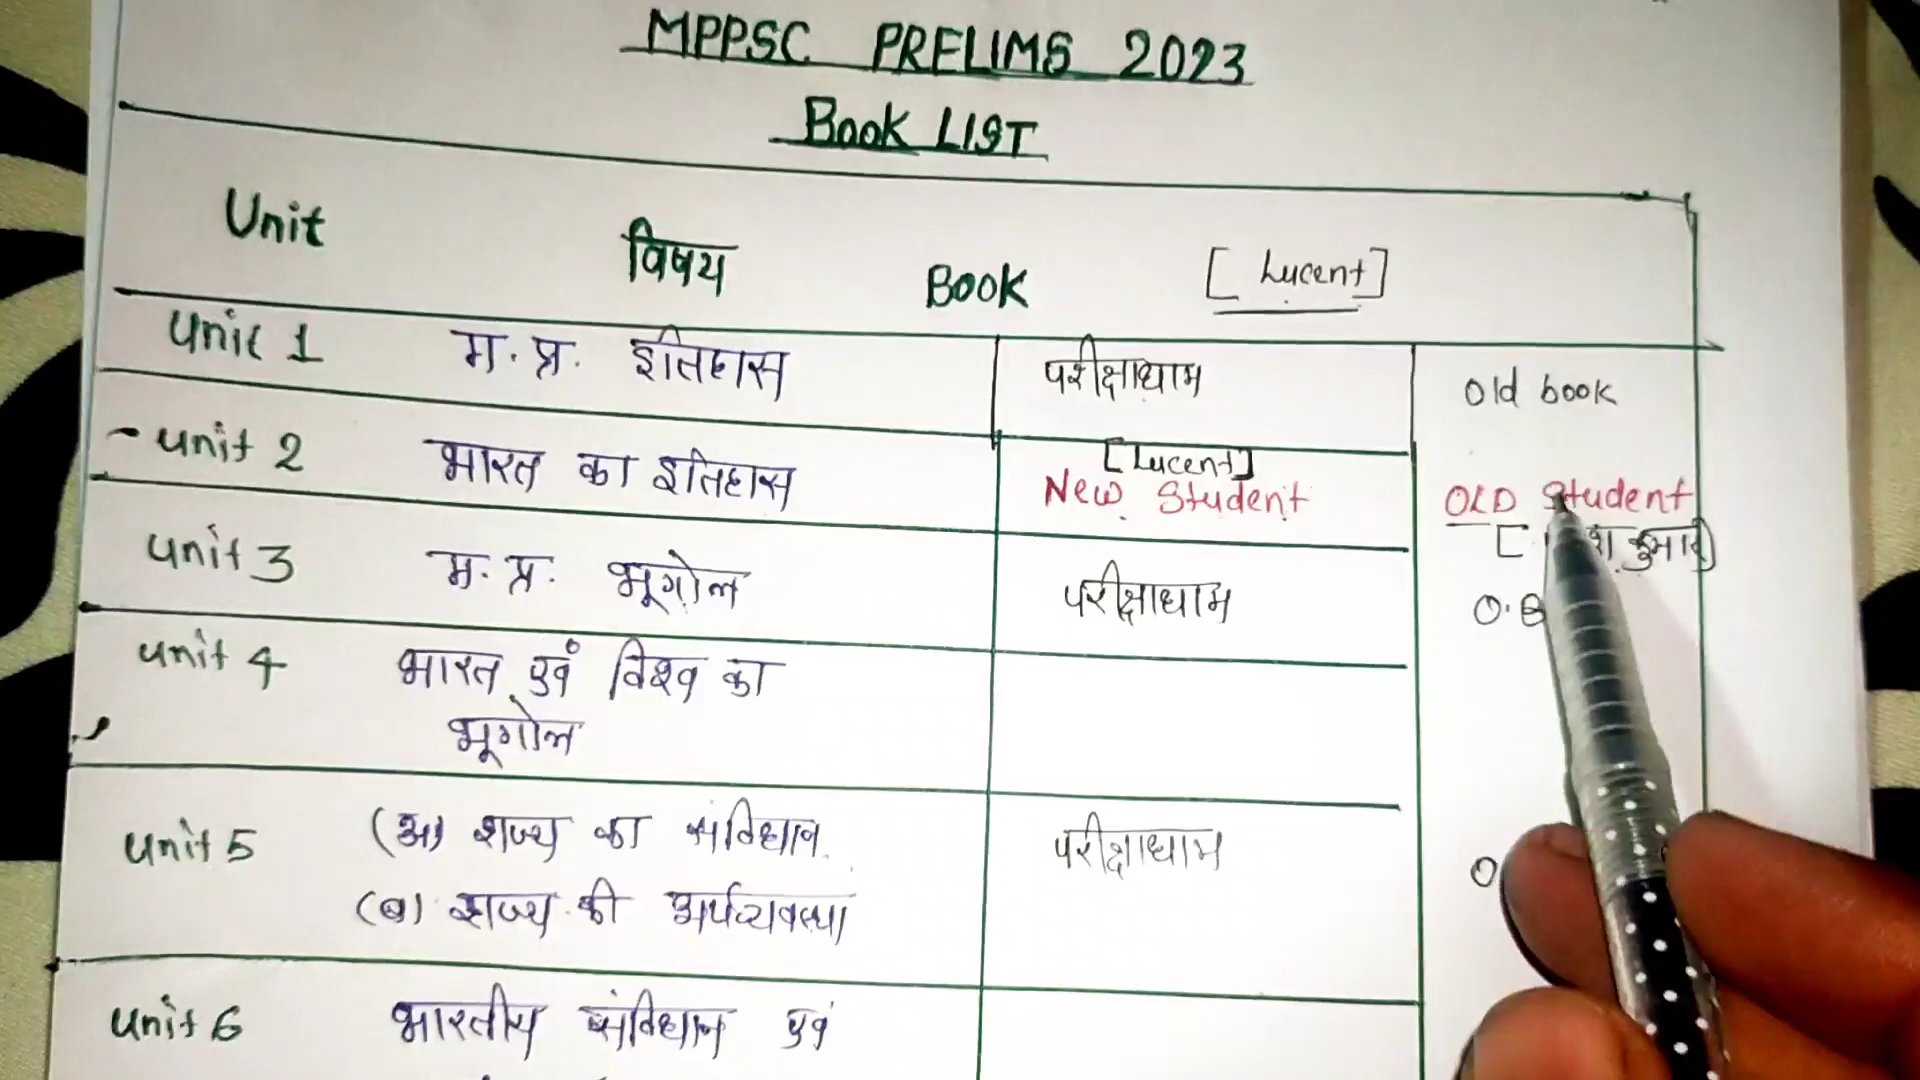 MPPSC PRELIMS 2023
Book LIST
Unit विषय Book [Lucent]
Unit 1 म. प्र. इतिहास परीक्षाधाम old book
unit 2 भारत का इतिहास [Lucent] New Student OLD Student
कुमार]
unit 3 म. प्र. भूगोल परीक्षाधाम O.B
unit 4 भारत एवं विश्व का
भूगोल
unit 5 (अ) राज्य का संविधान परीक्षाधाम O
(ब) राज्य की अर्थव्यवस्था
unit 6 भारतीय संविधान एवं